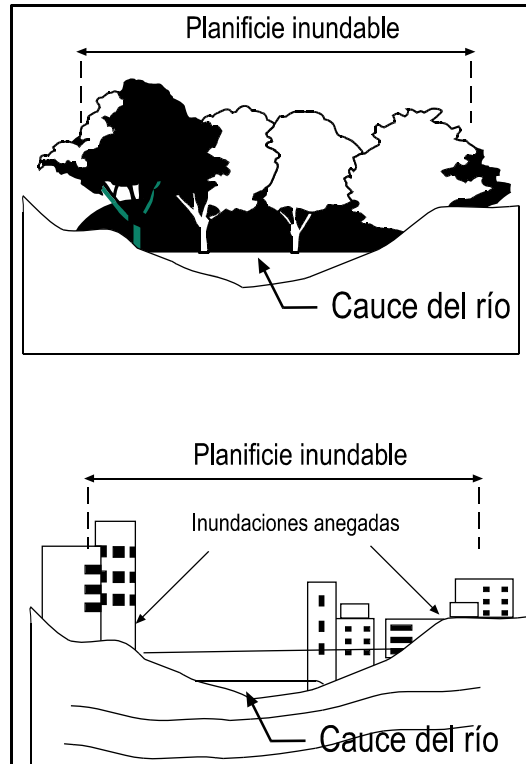 Planificie inundable
Cauce del río
Planificie inundable
Inundaciones anegadas
Cauce del río